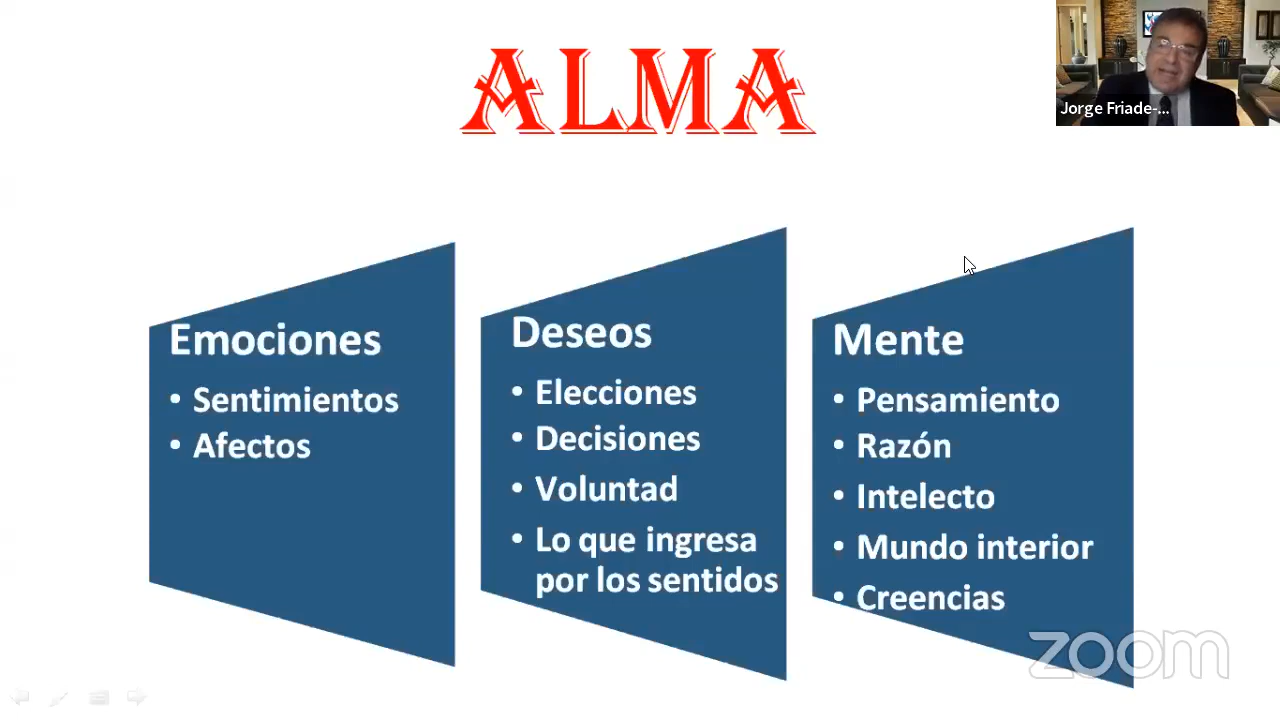 ALMA
Jorge Friade-...
Emociones
• Sentimientos
• Afectos
Deseos
• Elecciones
• Decisiones
• Voluntad
• Lo que ingresa
por los sentidos
Mente
• Pensamiento
• Razón
• Intelecto
• Mundo interior
• Creencias
zoom